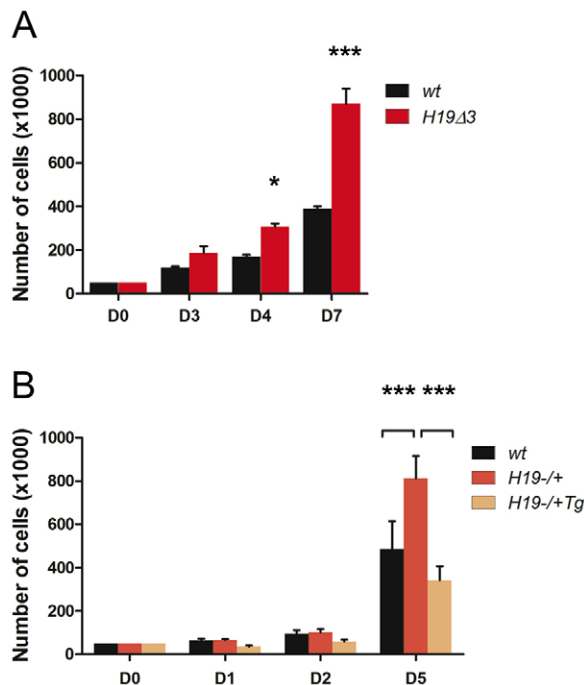 A
***
1000
wt
H19Δ3
800
600
*
400
200
0
Number of cells (x1000)
D0 D3 D4 D7
B
*** ***
1000
wt
H19-/+
H19-/+Tg
800
600
400
200
0
Number of cells (x1000)
D0 D1 D2 D5